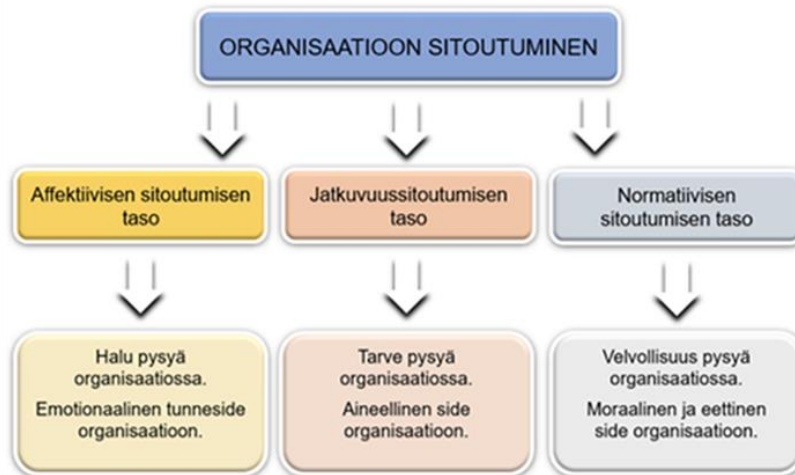 ORGANISAATIOON SITOUTUMINEN
Affektiivisen sitoutumisen
taso
Jatkuvuussitoutumisen
taso
Normatiivisen
sitoutumisen taso
Halu pysyä
organisaatiossa.
Emotionaalinen tunneside
organisaatioon.
Tarve pysyä
organisaatiossa.
Aineellinen side
organisaatioon.
Velvollisuus pysyä
organisaatiossa.
Moraalinen ja eettinen
side organisaatioon.